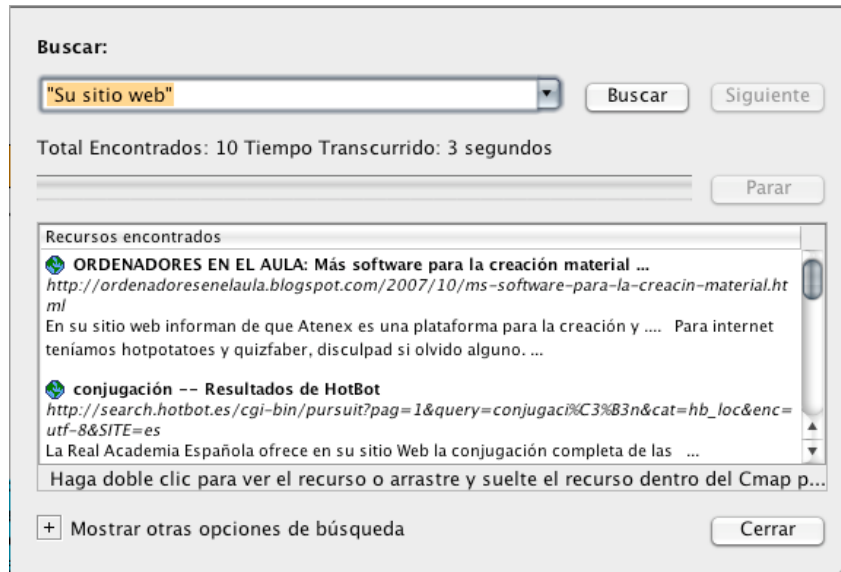 Buscar:
"Su sitio web"
Buscar
Siguiente
Total Encontrados: 10 Tiempo Transcurrido: 3 segundos
Parar
Recursos encontrados
ORDENADORES EN EL AULA: Más software para la creación material ...
http://ordenadoresenelaula.blogspot.com/2007/10/ms-software-para-la-creacin-material.ht
ml
En su sitio web informan de que Atenex es una plataforma para la creación y .... Para internet
teníamos hotpotatoes y quizfaber, disculpad si olvido alguno. ...
conjugación -- Resultados de HotBot
http://search.hotbot.es/cgi-bin/pursuit?pag=1&query=conjugaci%C3%B3n&cat=hb_loc&enc=
utf-8&SITE=es
La Real Academia Española ofrece en su sitio Web la conjugación completa de las ...
Haga doble clic para ver el recurso o arrastre y suelte el recurso dentro del Cmap p...
+ Mostrar otras opciones de búsqueda
Cerrar